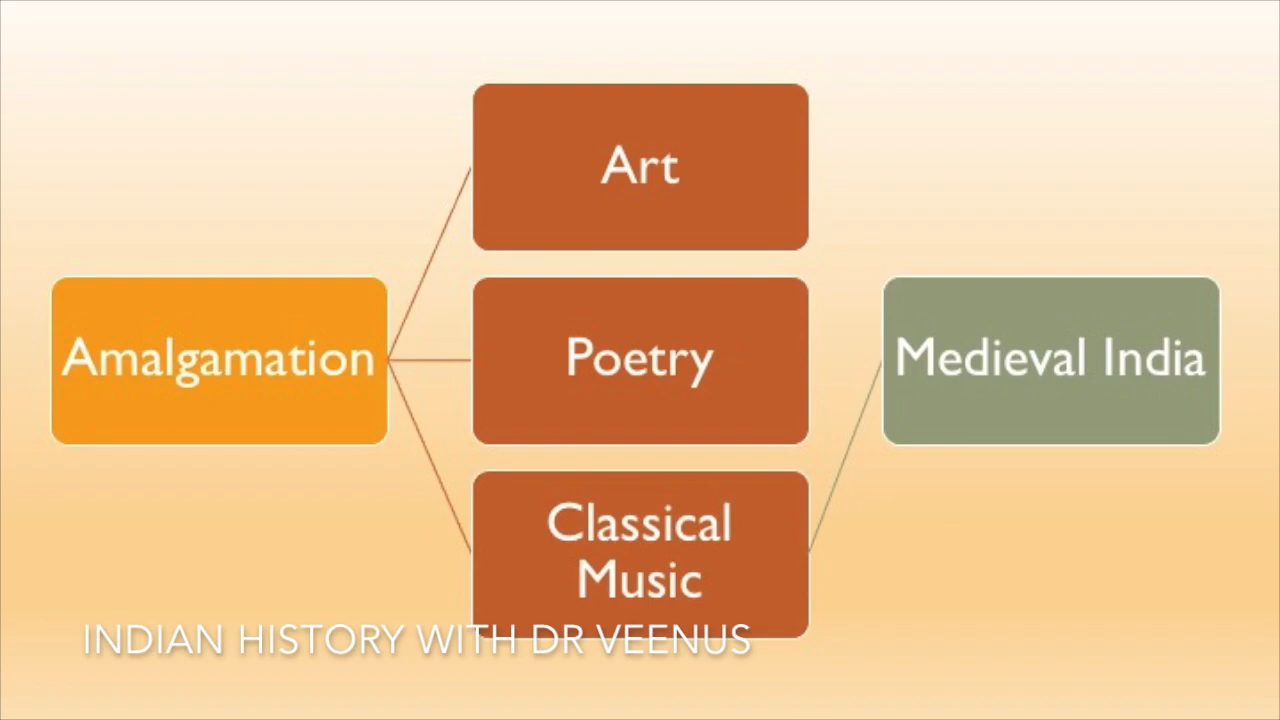 Art
Amalgamation
Poetry
Medieval India
Classical
Music
INDIAN HISTORY WITH DR VEENUS